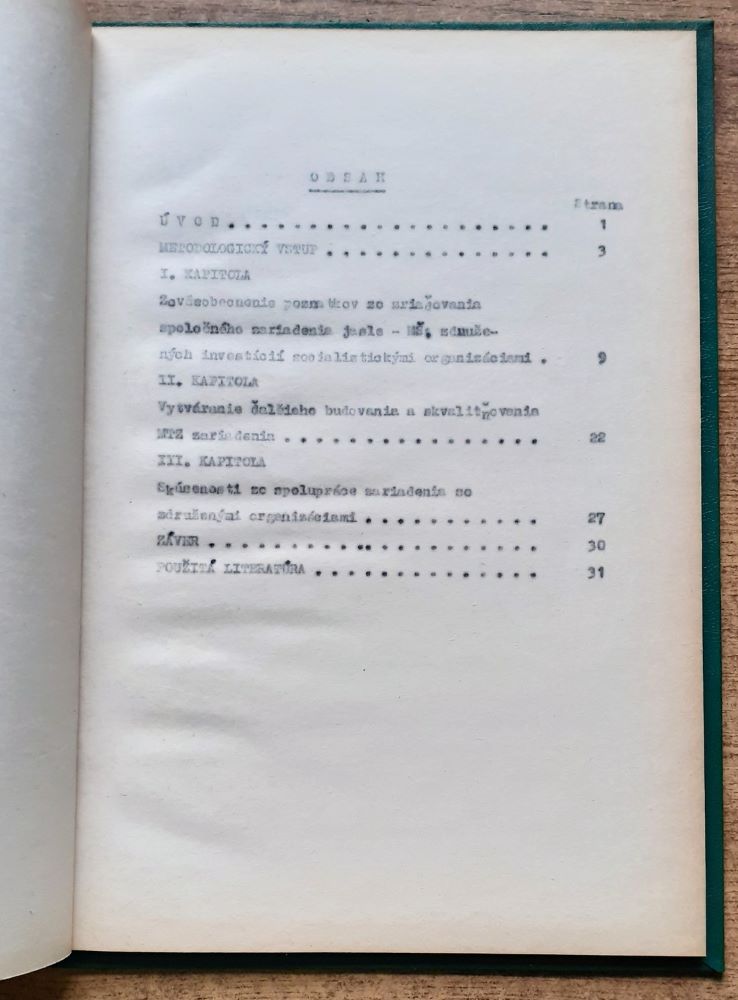 O B S A H
Strana
Ú V O D . . . . . . . . . . . . . . . . . . . . . 1
METODOLOGICKÝ VSTUP . . . . . . . . . . . . . . 3
I. KAPITOLA
Zovšeobecnenie poznatkov zo zriaďovania
spoločného zariadenia jasle - MŠ, združe-
ných investícií socialistickými organizáciami . 9
II. KAPITOLA
Vytváranie ďalšieho budovania a skvalitňovania
MTZ zariadenia . . . . . . . . . . . . . . . . . 22
III. KAPITOLA
Skúsenosti zo spolupráce zariadenia so
združenými organizáciami . . . . . . . . . . . 27
ZÁVER . . . . . . . . . . . . . . . . . . . . . . 30
POUŽITÁ LITERATÚRA . . . . . . . . . . . . . . . 31